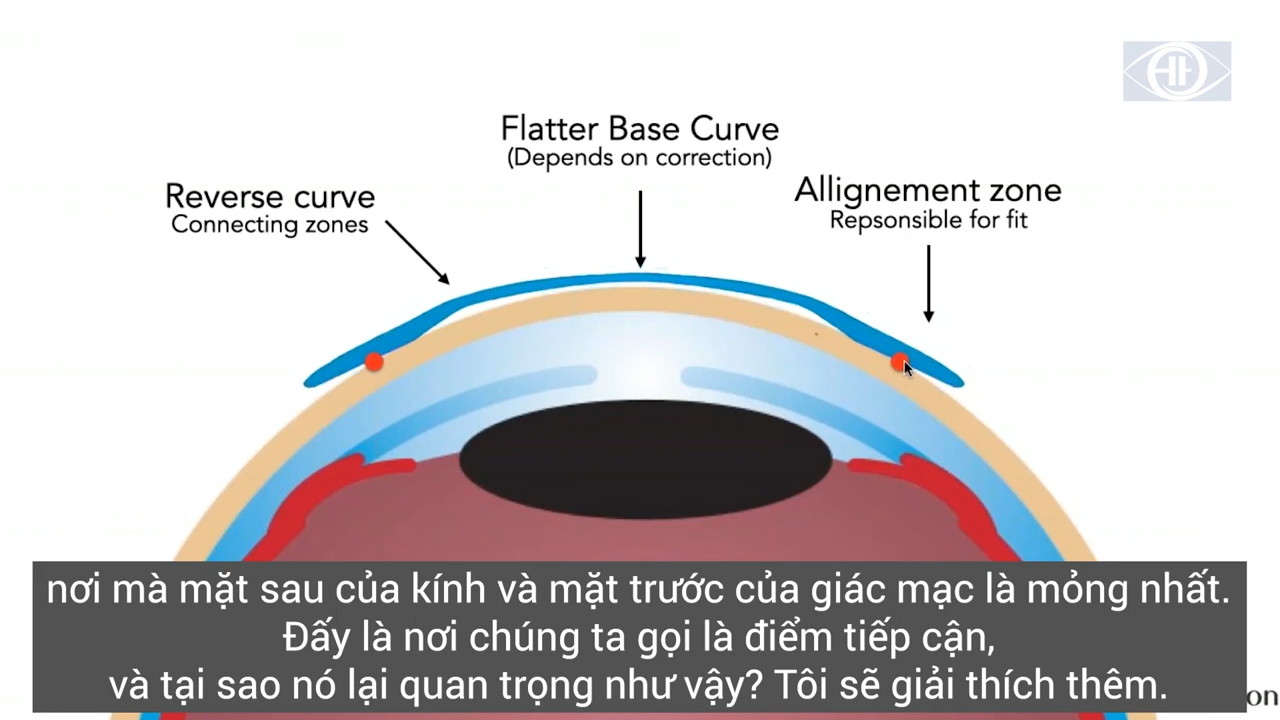 Flatter Base Curve
(Depends on correction)
Reverse curve
Connecting zones
Allignement zone
Repsonsible for fit
nơi mà mặt sau của kính và mặt trước của giác mạc là mỏng nhất.
Đấy là nơi chúng ta gọi là điểm tiếp cận,
và tại sao nó lại quan trọng như vậy? Tôi sẽ giải thích thêm.